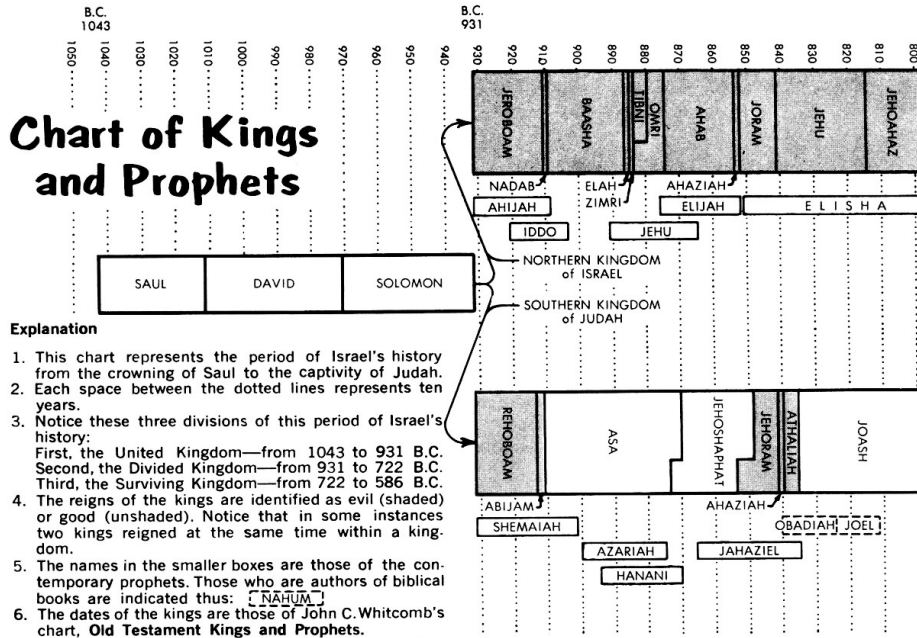 B.C.
1043
B.C.
931
1050
1040
1030
1020
1010
1000
990
980
970
960
950
940
930
920
910
900
890
880
870
860
850
840
830
820
810
800
Chart of Kings
and Prophets
JEROBOAM
BAASHA
TIBNI
OMRI
AHAB
JORAM
JEHU
JEHOAHAZ
NADAB
ELAH
ZIMRI
AHAZIAH
AHIJAH
ELIJAH
ELISHA
IDDO
JEHU
NORTHERN KINGDOM
of ISRAEL
SAUL
DAVID
SOLOMON
SOUTHERN KINGDOM
of JUDAH
Explanation
1. This chart represents the period of Israel's history
from the crowning of Saul to the captivity of Judah.
2. Each space between the dotted lines represents ten
years.
3. Notice these three divisions of this period of Israel's
history:
First, the United Kingdom—from 1043 to 931 B.C.
Second, the Divided Kingdom—from 931 to 722 B.C.
Third, the Surviving Kingdom—from 722 to 586 B.C.
4. The reigns of the kings are identified as evil (shaded)
or good (unshaded). Notice that in some instances
two kings reigned at the same time within a king-
dom.
5. The names in the smaller boxes are those of the con-
temporary prophets. Those who are authors of biblical
books are indicated thus: NAHUM
6. The dates of the kings are those of John C. Whitcomb's
chart, Old Testament Kings and Prophets.
REHOBOAM
ASA
JEHOSHAPHAT
JEHORAM
ATHALIAH
JOASH
ABIJAM
AHAZIAH
SHEMAIAH
OBADIAH
JOEL
AZARIAH
JAHAZIEL
HANANI